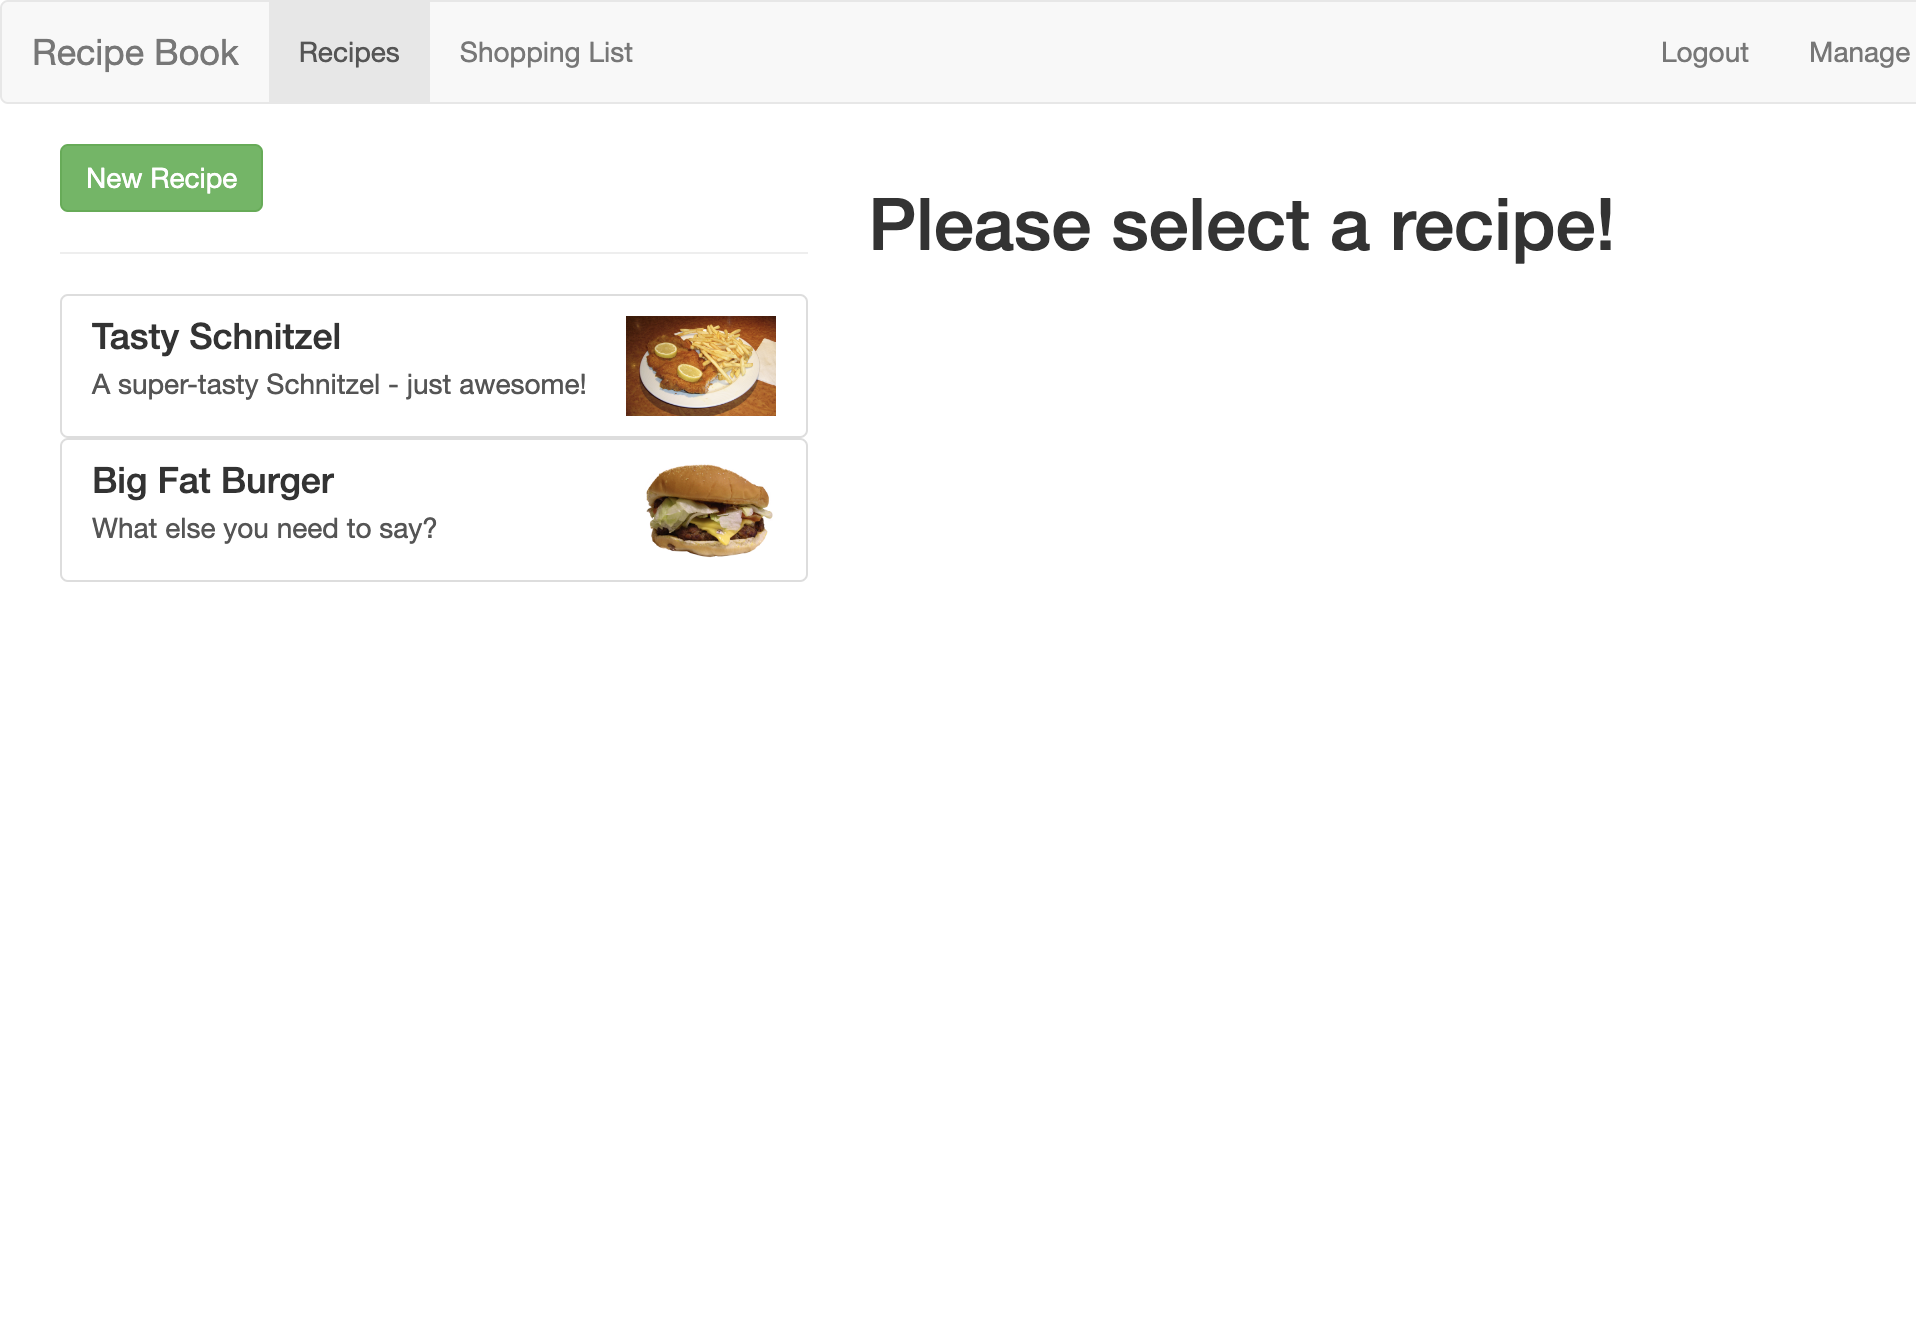 Recipe Book
Recipes
Shopping List
Logout
Manage
New Recipe
Please select a recipe!
Tasty Schnitzel
A super-tasty Schnitzel - just awesome!
Big Fat Burger
What else you need to say?